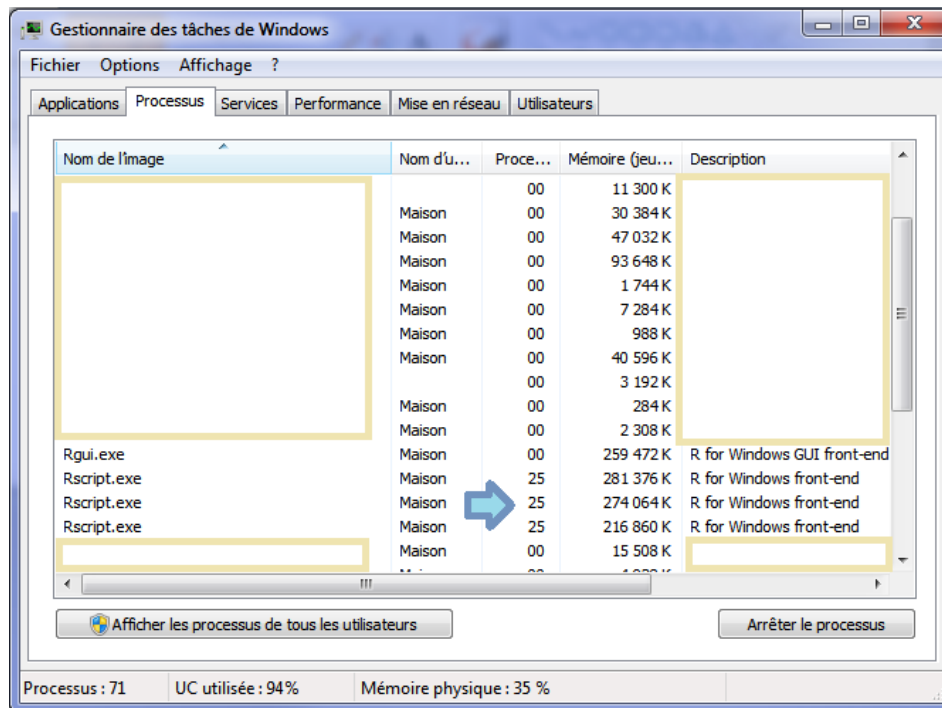 Gestionnaire des tâches de Windows
Fichier Options Affichage ?
Applications Processus Services Performance Mise en réseau Utilisateurs
Nom de l'image Nom d'u... Proce... Mémoire (jeu... Description
00 11 300 K
Maison 00 30 384 K
Maison 00 47 032 K
Maison 00 93 648 K
Maison 00 1 744 K
Maison 00 7 284 K
Maison 00 988 K
Maison 00 40 596 K
00 3 192 K
Maison 00 284 K
Maison 00 2 308 K
Rgui.exe Maison 00 259 472 K R for Windows GUI front-end
Rscript.exe Maison 25 281 376 K R for Windows front-end
Rscript.exe Maison 25 274 064 K R for Windows front-end
Rscript.exe Maison 25 216 860 K R for Windows front-end
Maison 00 15 508 K
Afficher les processus de tous les utilisateurs Arrêter le processus
Processus : 71 UC utilisée : 94% Mémoire physique : 35 %